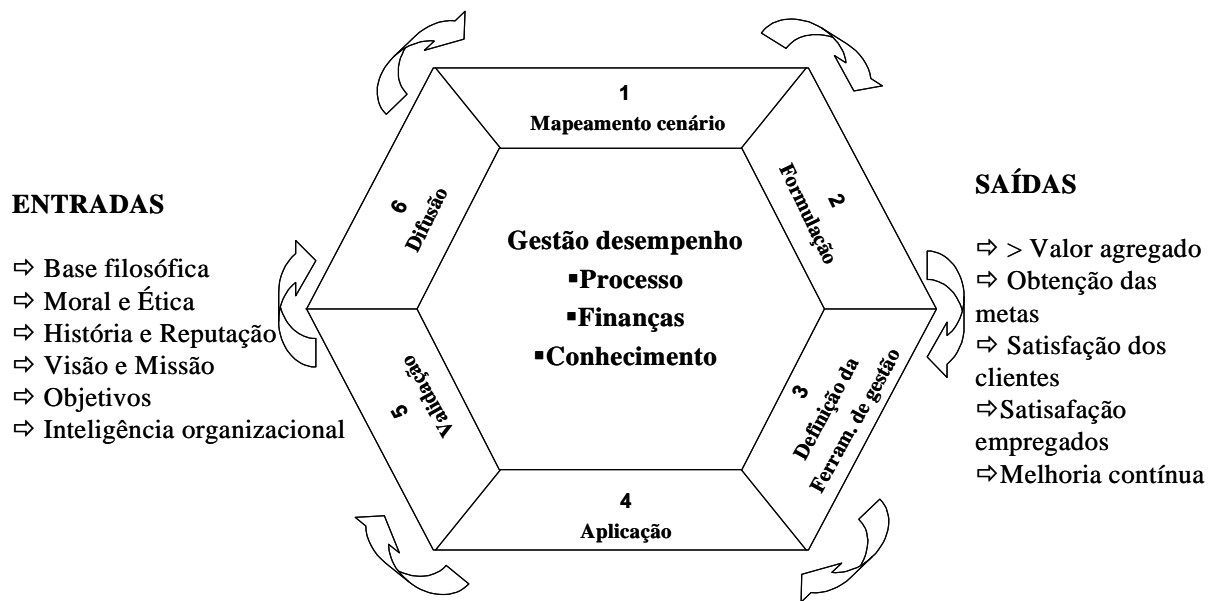 ENTRADAS
⇨ Base filosófica
⇨ Moral e Ética
⇨ História e Reputação
⇨ Visão e Missão
⇨ Objetivos
⇨ Inteligência organizacional
1
Mapeamento cenário
2
Formulação
3
Definição da
Ferram. de gestão
4
Aplicação
5
Validação
6
Difusão
Gestão desempenho
▪Processo
▪Finanças
▪Conhecimento
SAÍDAS
⇨ > Valor agregado
⇨ Obtenção das
metas
⇨ Satisfação dos
clientes
⇨Satisafação
empregados
⇨Melhoria contínua